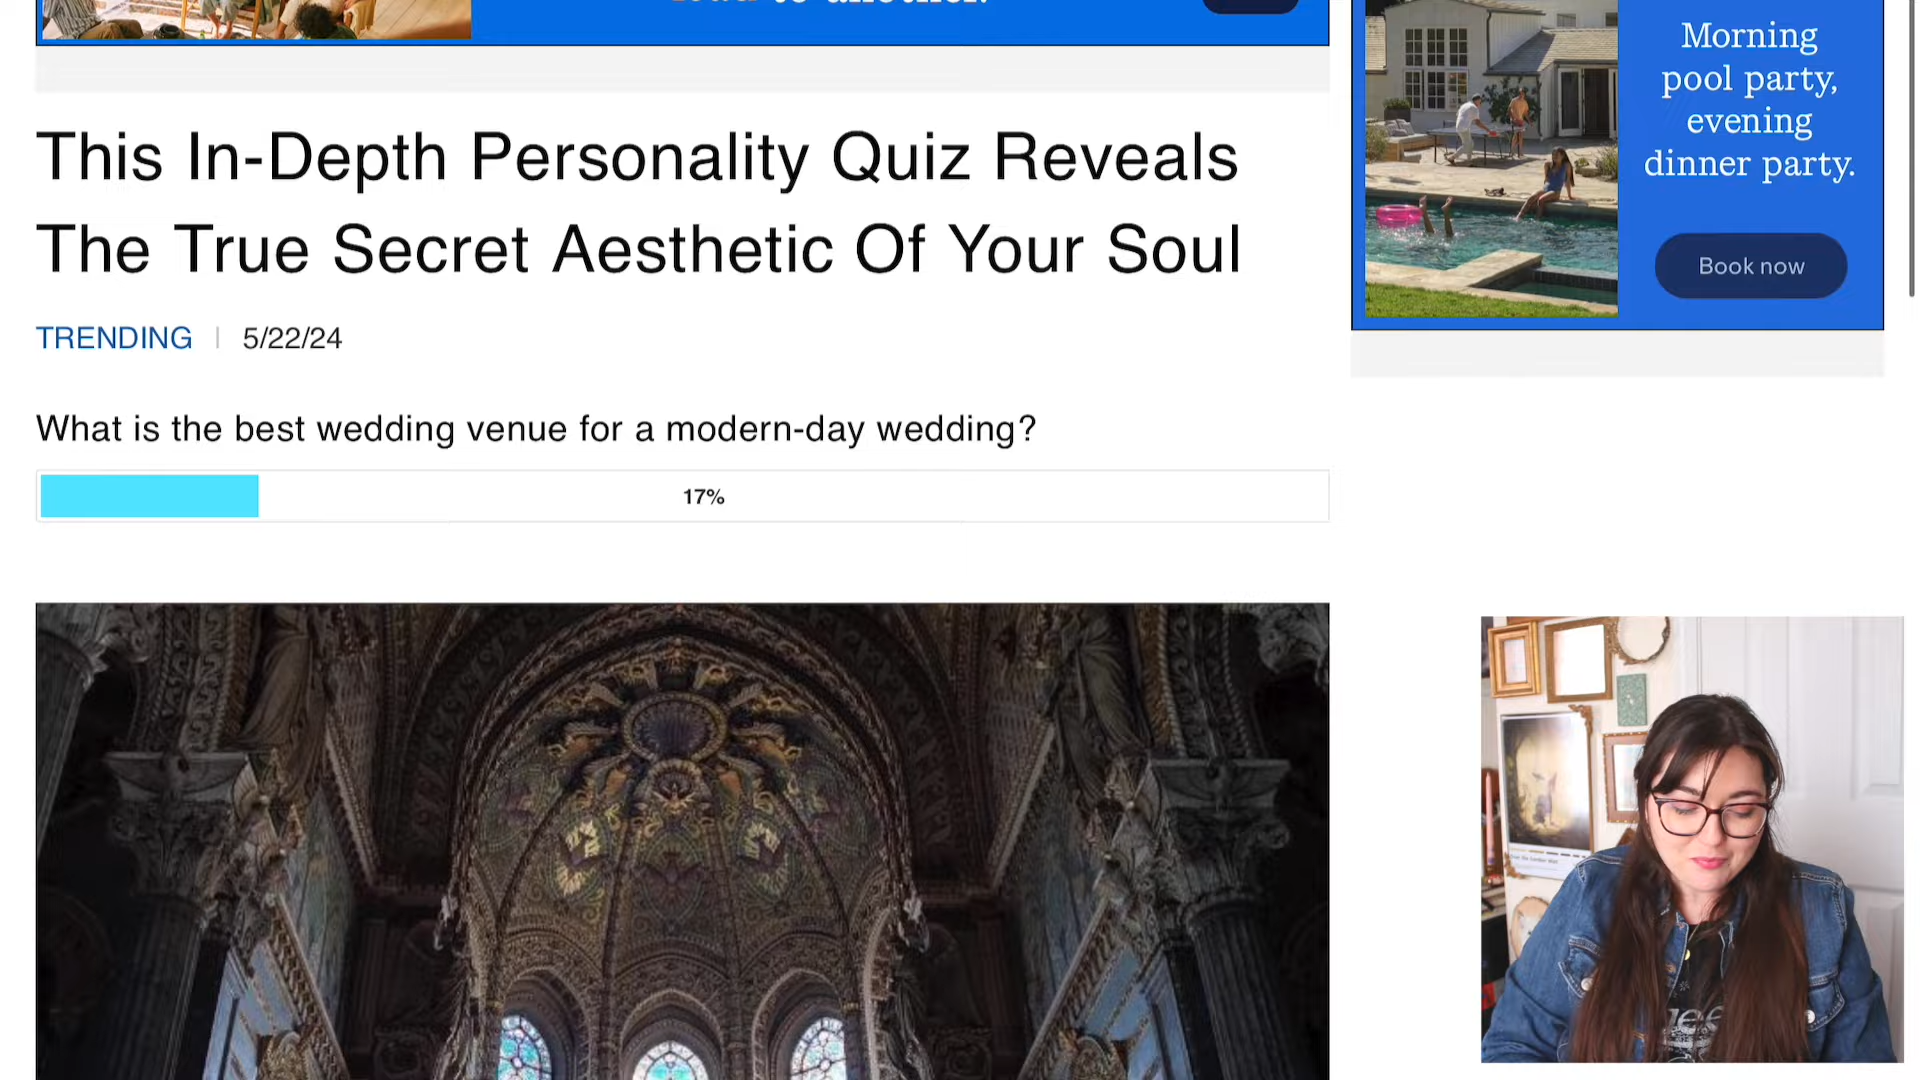 This In-Depth Personality Quiz Reveals
The True Secret Aesthetic Of Your Soul
TRENDING | 5/22/24
What is the best wedding venue for a modern-day wedding?
17%
Morning
pool party,
evening
dinner party.
Book now